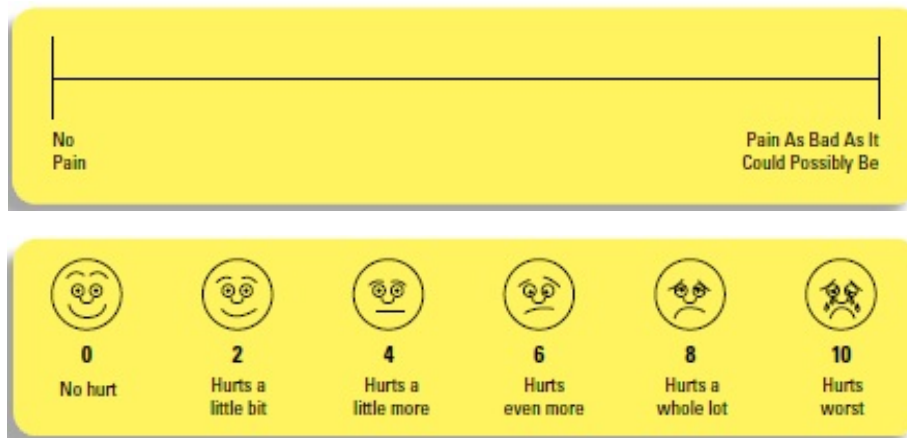 No
Pain
Pain As Bad As It
Could Possibly Be
0 2 4 6 8 10
No hurt
Hurts a
little bit
Hurts a
little more
Hurts
even more
Hurts a
whole lot
Hurts
worst